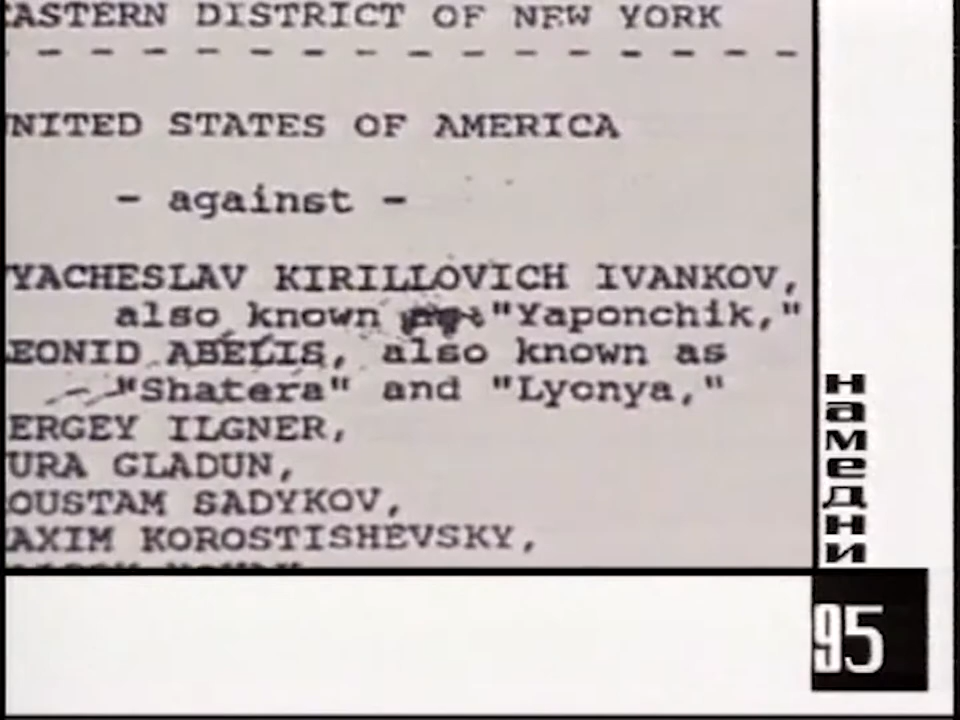 ASTERN DISTRICT OF NEW YORK
- - - - - - - - - - - - - - - - -
NITED STATES OF AMERICA
- against -
YACHESLAV KIRILLOVICH IVANKOV,
also known as "Yaponchik,"
EONID ABELIS, also known as
"Shatera" and "Lyonya,"
ERGEY ILGNER,
URA GLADUN,
OUSTAM SADYKOV,
AXIM KOROSTISHEVSKY,
намедни
95